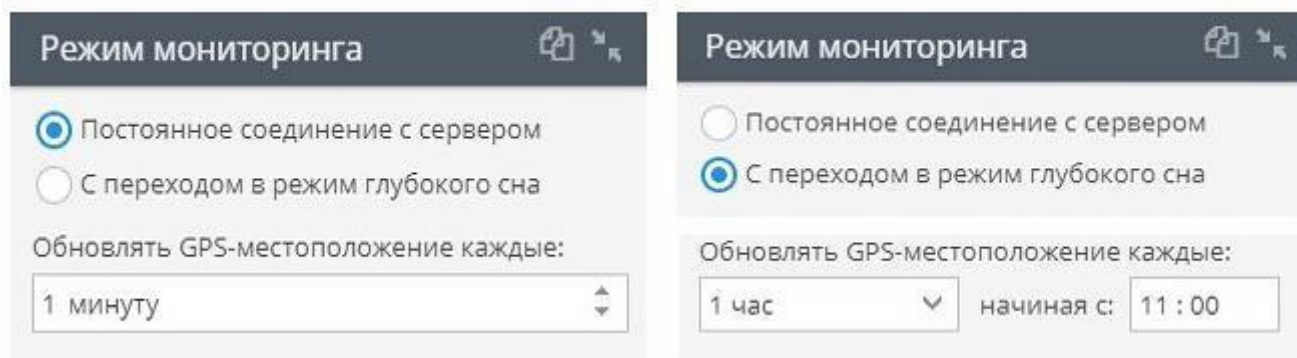 Режим мониторинга
Постоянное соединение с сервером
С переходом в режим глубокого сна
Обновлять GPS-местоположение каждые:
1 минуту
Режим мониторинга
Постоянное соединение с сервером
С переходом в режим глубокого сна
Обновлять GPS-местоположение каждые:
1 час начиная с: 11 : 00